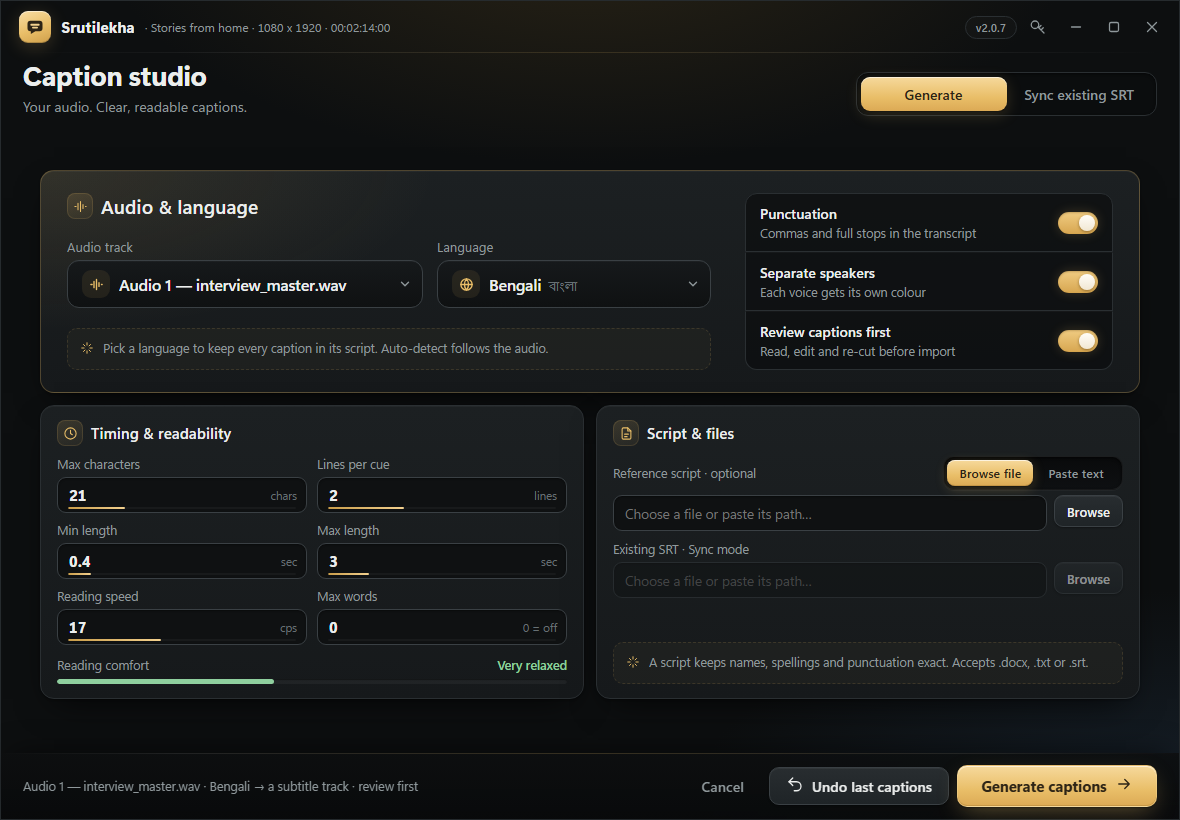 Srutilekha · Stories from home · 1080 x 1920 · 00:02:14:00
v2.0.7
Caption studio
Your audio. Clear, readable captions.
Generate
Sync existing SRT
Audio & language
Audio track
Language
Audio 1 — interview_master.wav
Bengali বাংলা
Pick a language to keep every caption in its script. Auto-detect follows the audio.
Punctuation
Commas and full stops in the transcript
Separate speakers
Each voice gets its own colour
Review captions first
Read, edit and re-cut before import
Timing & readability
Max characters
Lines per cue
21 chars
2 lines
Min length
Max length
0.4 sec
3 sec
Reading speed
Max words
17 cps
0 0 = off
Reading comfort
Very relaxed
Script & files
Reference script · optional
Browse file
Paste text
Choose a file or paste its path...
Browse
Existing SRT · Sync mode
Choose a file or paste its path...
Browse
A script keeps names, spellings and punctuation exact. Accepts .docx, .txt or .srt.
Audio 1 — interview_master.wav · Bengali → a subtitle track · review first
Cancel
Undo last captions
Generate captions →